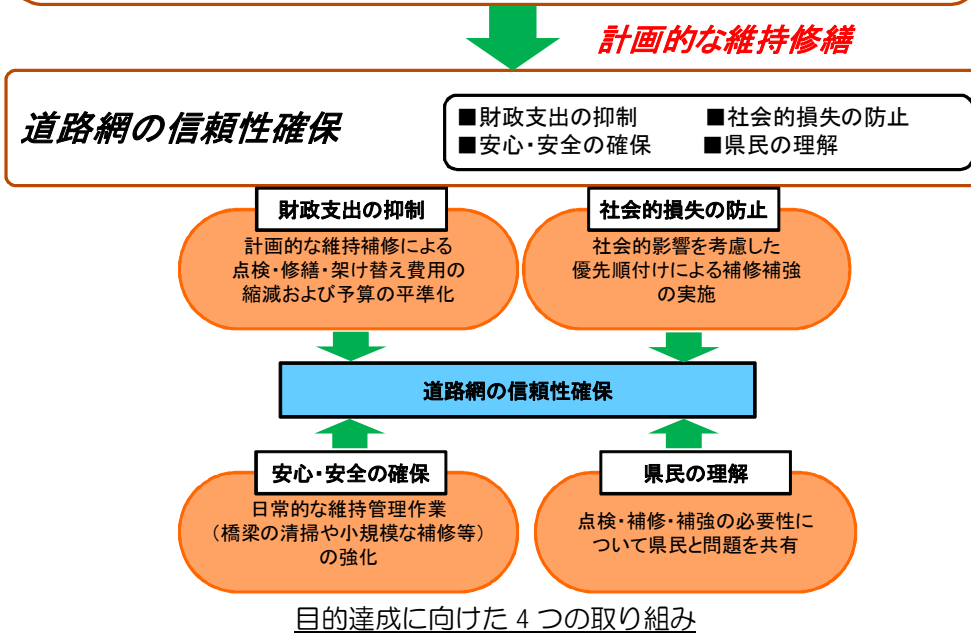 計画的な維持修繕
道路網の信頼性確保
■財政支出の抑制 ■社会的損失の防止
■安心・安全の確保 ■県民の理解
財政支出の抑制
計画的な維持補修による
点検・修繕・架け替え費用の
縮減および予算の平準化
社会的損失の防止
社会的影響を考慮した
優先順付けによる補修補強
の実施
道路網の信頼性確保
安心・安全の確保
日常的な維持管理作業
(橋梁の清掃や小規模な補修等)
の強化
県民の理解
点検・補修・補強の必要性に
ついて県民と問題を共有
目的達成に向けた 4 つの取り組み